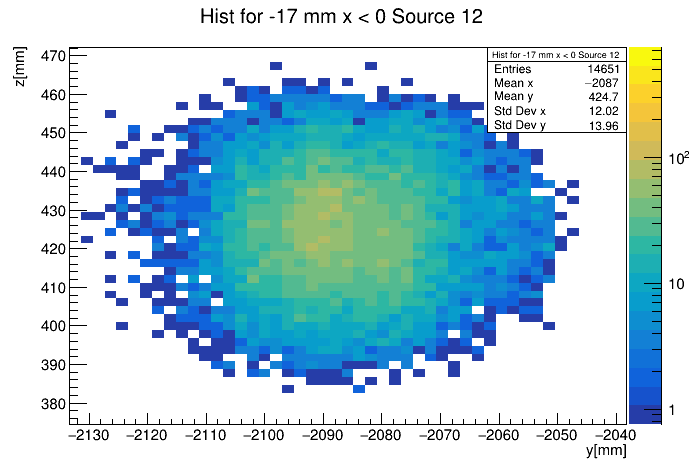 Hist for -17 mm x < 0 Source 12
z[mm]
470
460
450
440
430
420
410
400
390
380
Hist for -17 mm x < 0 Source 12
Entries 14651
Mean x −2087
Mean y 424.7
Std Dev x 12.02
Std Dev y 13.96
10²
10
1
−2130 −2120 −2110 −2100 −2090 −2080 −2070 −2060 −2050 −2040
y[mm]